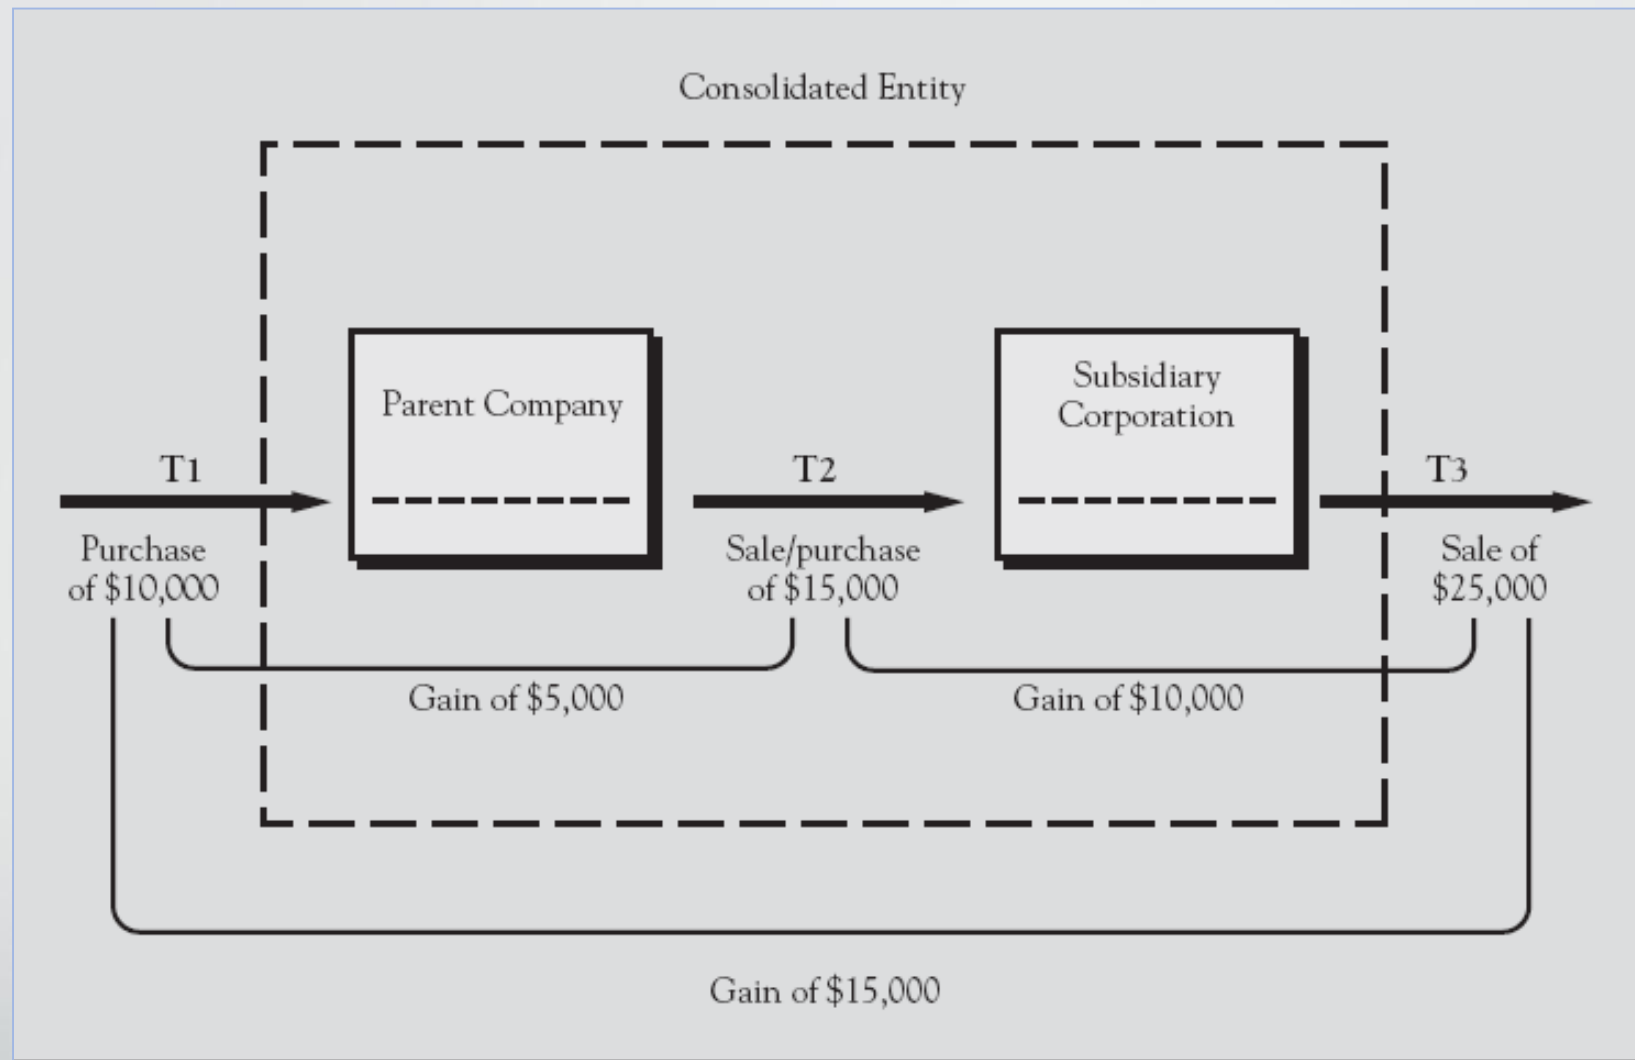 Consolidated Entity
Parent Company
Subsidiary
Corporation
T1
T2
T3
Purchase
of $10,000
Sale/purchase
of $15,000
Sale of
$25,000
Gain of $5,000
Gain of $10,000
Gain of $15,000